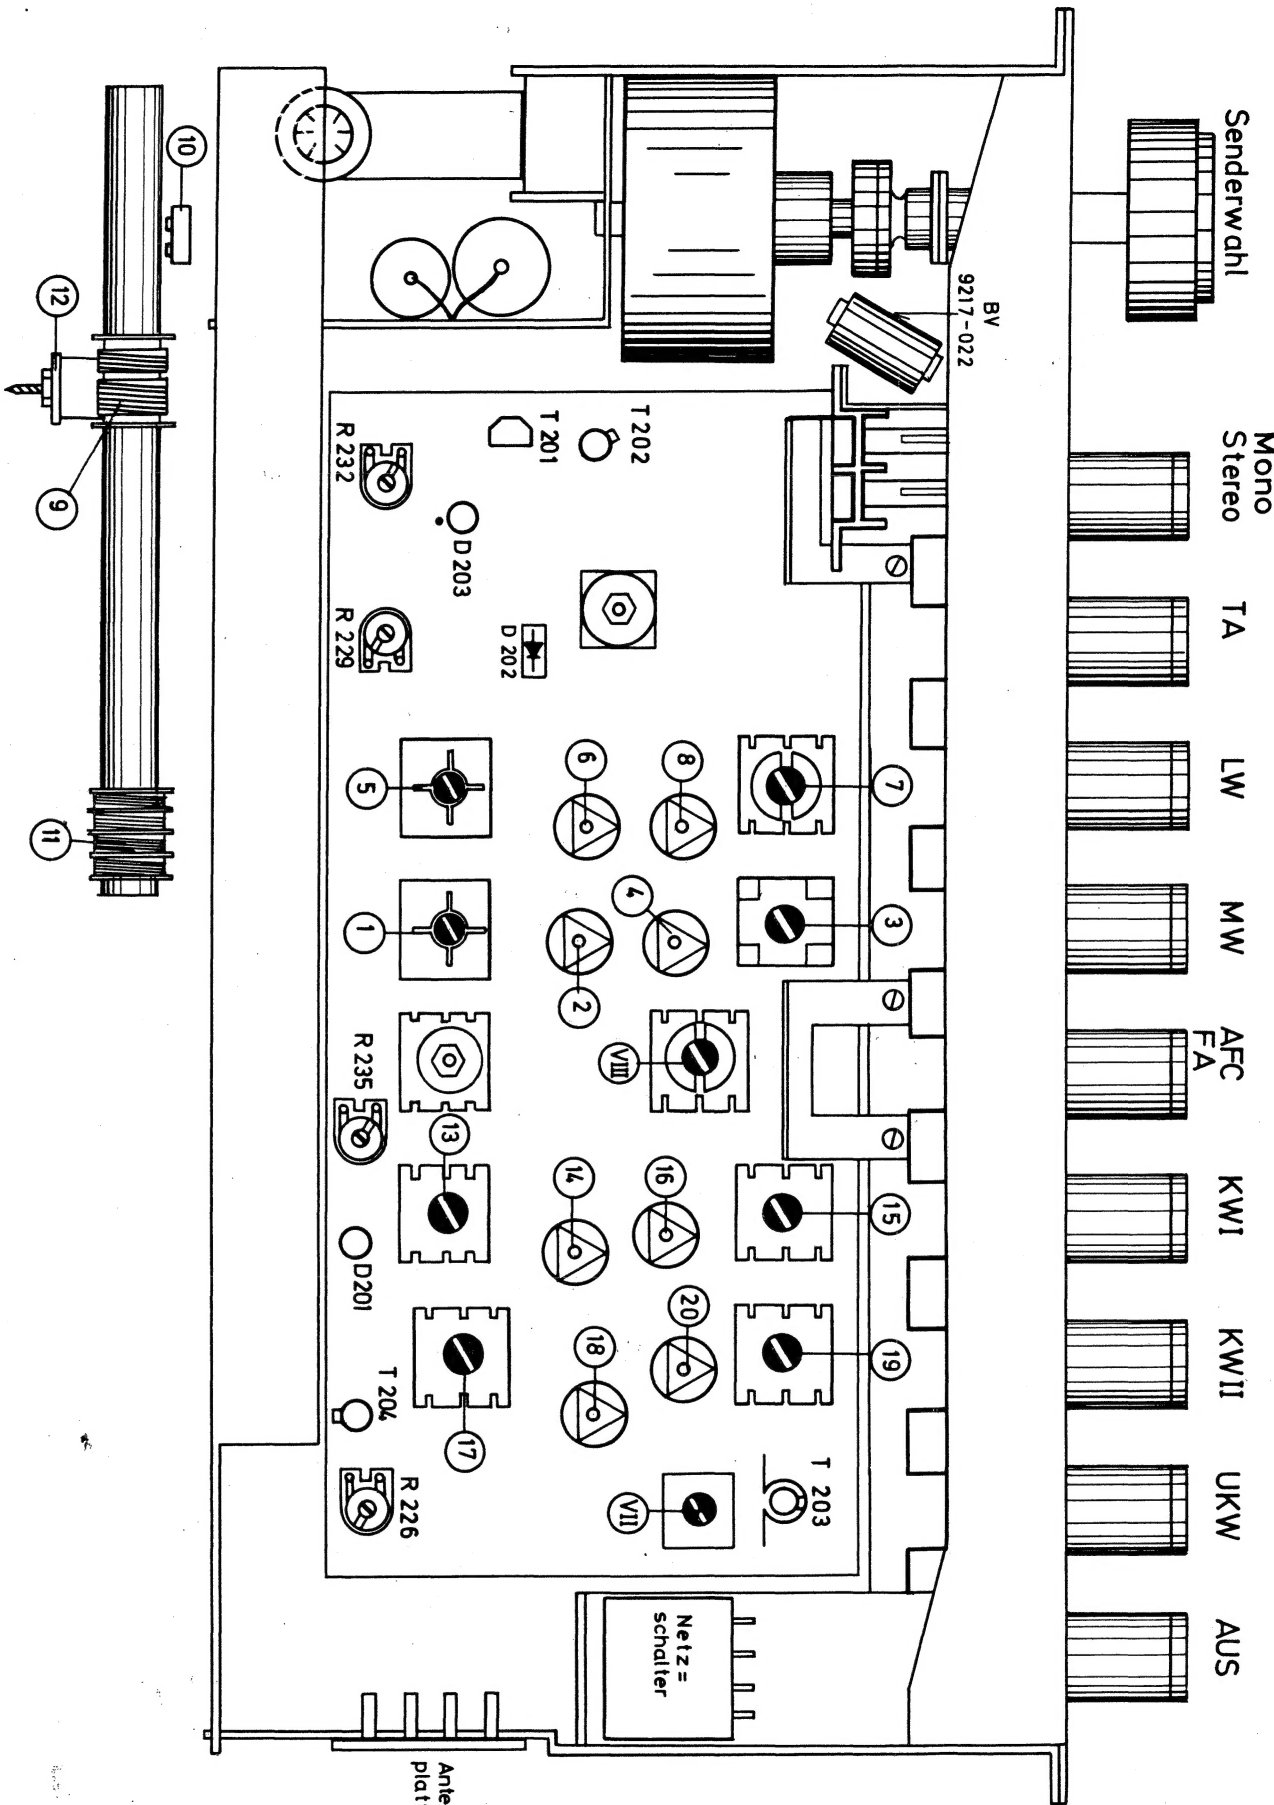 Senderwahl
Mono
Stereo
TA
LW
MW
AFC
FA
KWI
KWII
UKW
AUS
BV
9217-022
T 202
T 201
R 232
D 203
D 202
R 229
10
12
9
11
5
6
8
7
1
2
4
3
VIII
R 235
13
14
16
15
D201
20
19
18
17
T 204
R 226
VII
T 203
Netz=
schalter
Ante
plat